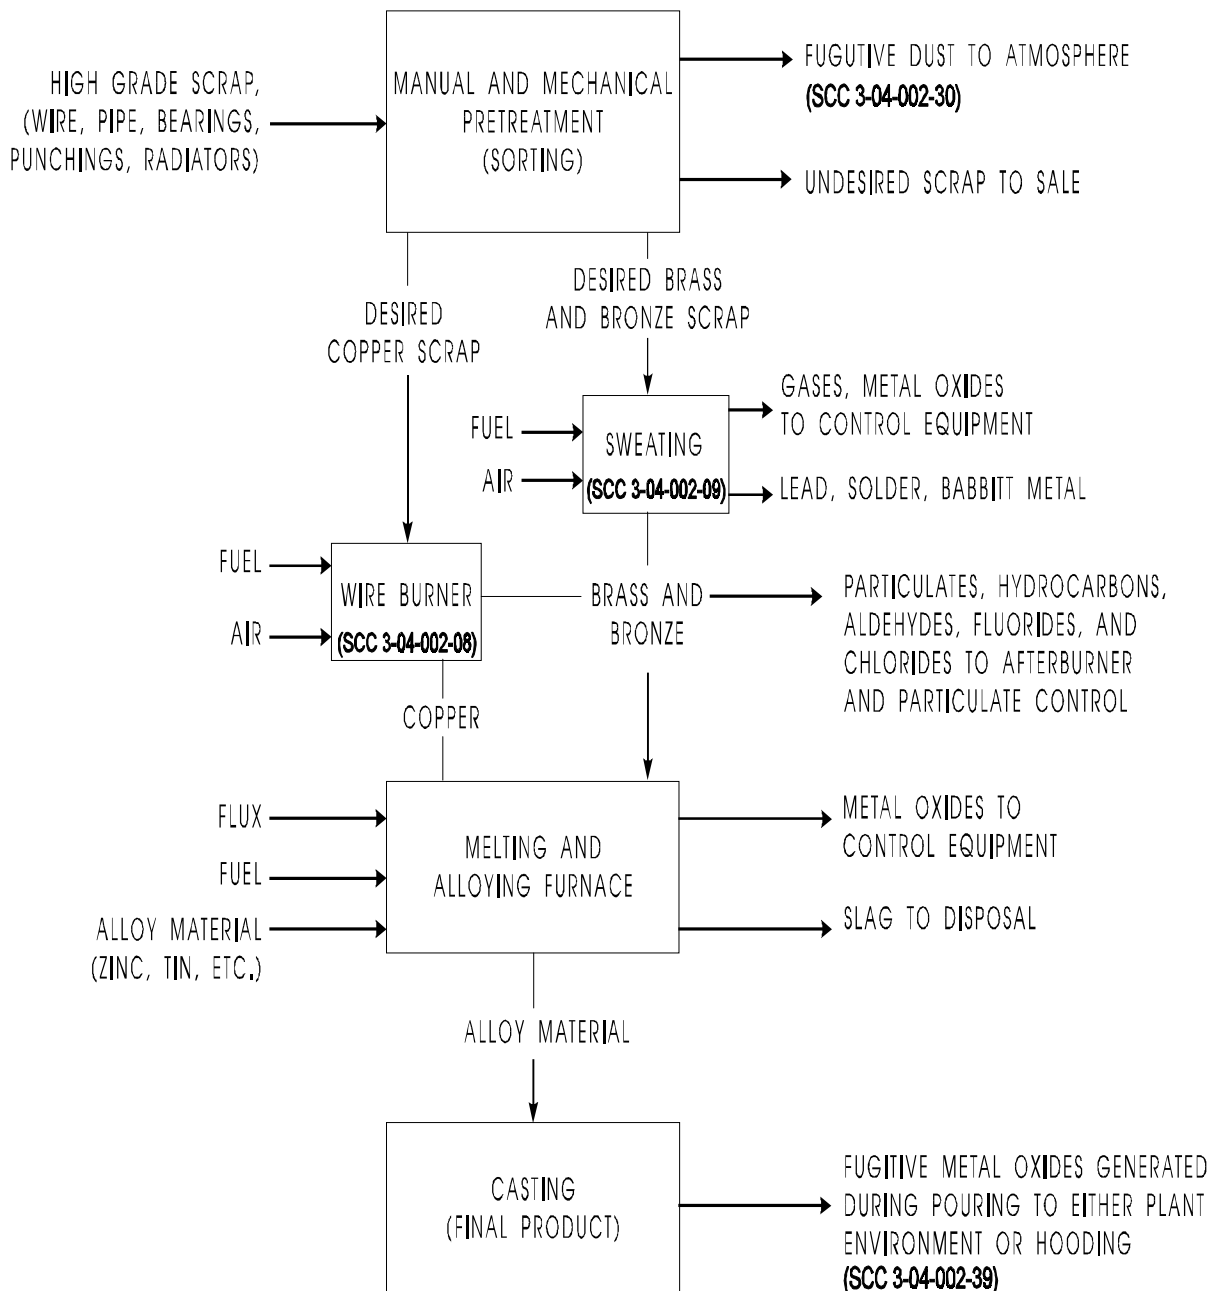 HIGH GRADE SCRAP,
(WIRE, PIPE, BEARINGS,
PUNCHINGS, RADIATORS)
MANUAL AND MECHANICAL
PRETREATMENT
(SORTING)
FUGUTIVE DUST TO ATMOSPHERE
(SCC 3-04-002-30)
UNDESIRED SCRAP TO SALE
DESIRED
COPPER SCRAP
DESIRED BRASS
AND BRONZE SCRAP
FUEL
AIR
SWEATING
(SCC 3-04-002-09)
GASES, METAL OXIDES
TO CONTROL EQUIPMENT
LEAD, SOLDER, BABBITT METAL
FUEL
AIR
WIRE BURNER
(SCC 3-04-002-08)
BRASS AND
BRONZE
PARTICULATES, HYDROCARBONS,
ALDEHYDES, FLUORIDES, AND
CHLORIDES TO AFTERBURNER
AND PARTICULATE CONTROL
COPPER
FLUX
FUEL
ALLOY MATERIAL
(ZINC, TIN, ETC.)
MELTING AND
ALLOYING FURNACE
METAL OXIDES TO
CONTROL EQUIPMENT
SLAG TO DISPOSAL
ALLOY MATERIAL
CASTING
(FINAL PRODUCT)
FUGITIVE METAL OXIDES GENERATED
DURING POURING TO EITHER PLANT
ENVIRONMENT OR HOODING
(SCC 3-04-002-39)